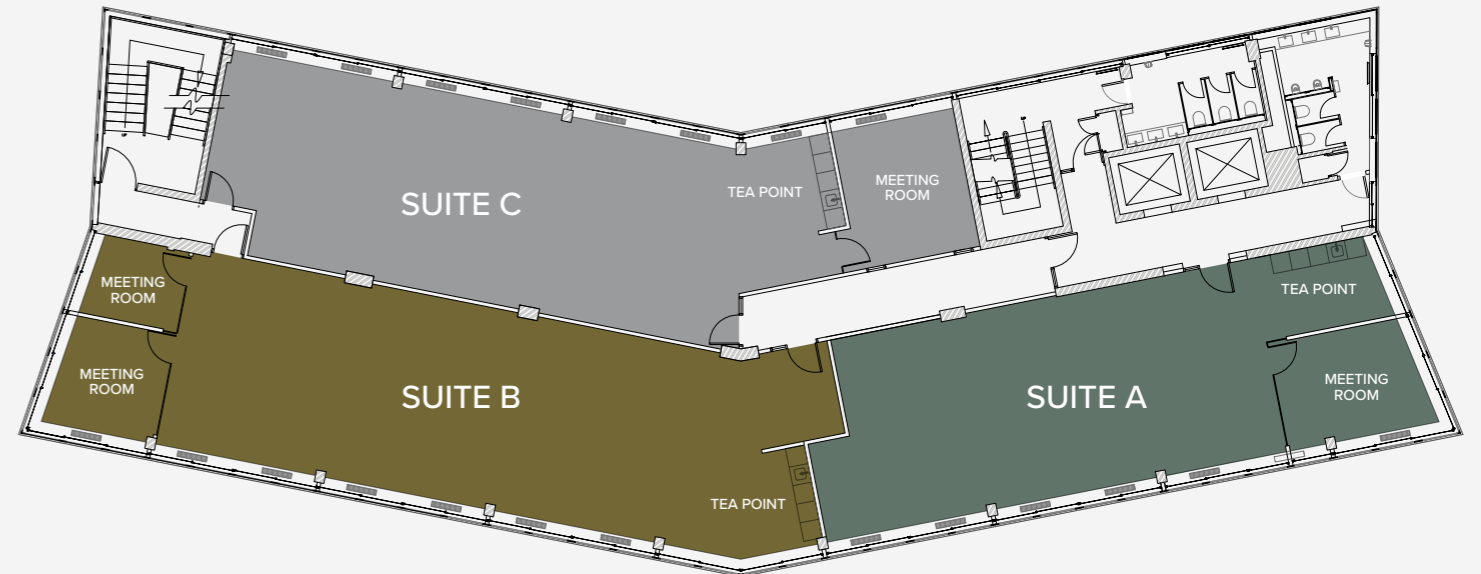 SUITE C
TEA POINT
MEETING
ROOM
MEETING
ROOM
MEETING
ROOM
SUITE B
TEA POINT
SUITE A
TEA POINT
MEETING
ROOM